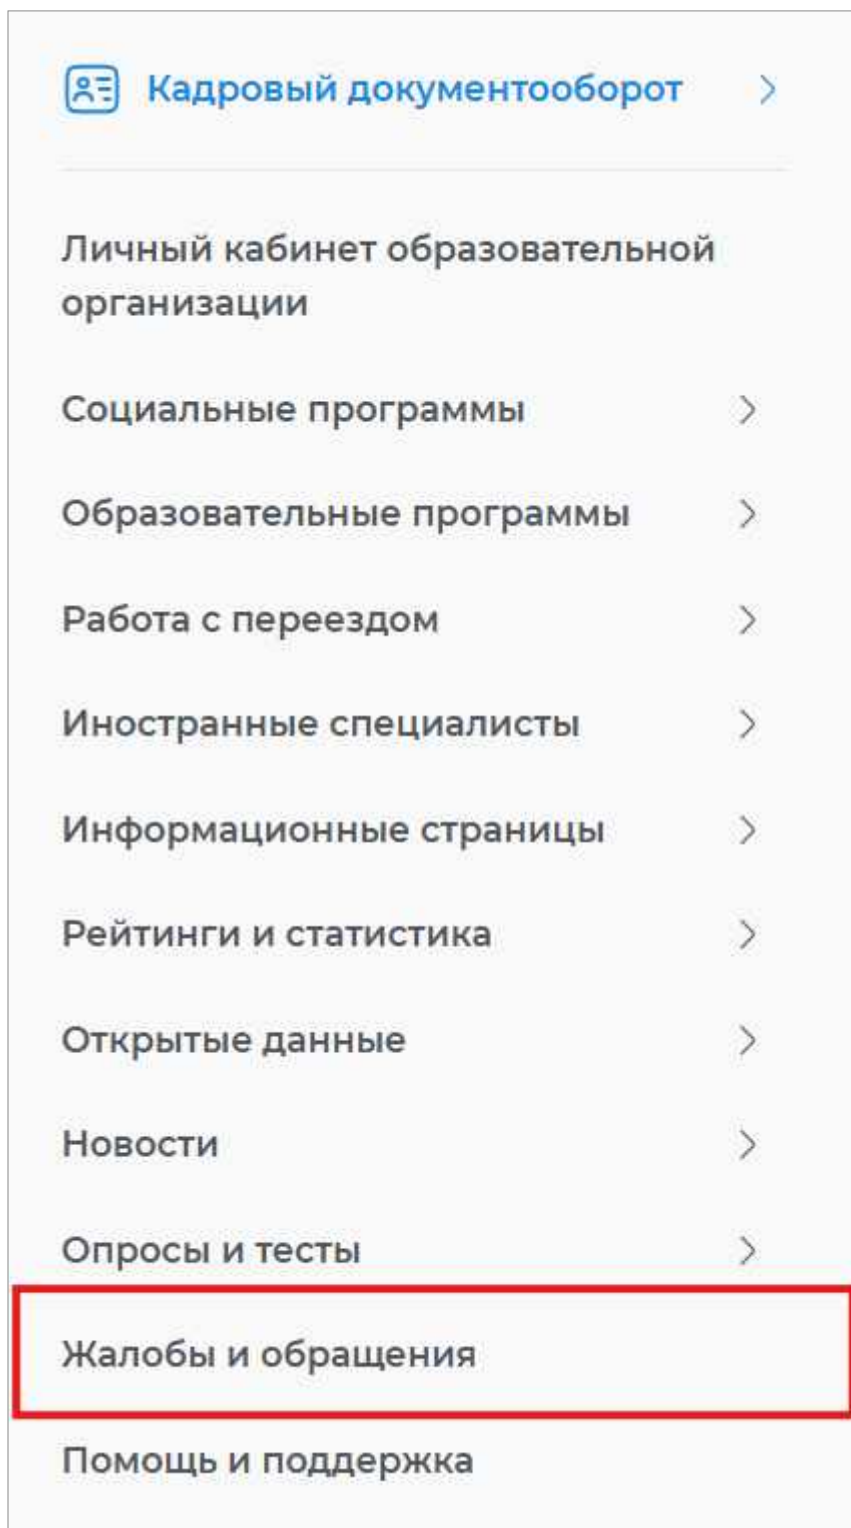 Кадровый документооборот
Личный кабинет образовательной
организации
Социальные программы
Образовательные программы
Работа с переездом
Иностранные специалисты
Информационные страницы
Рейтинги и статистика
Открытые данные
Новости
Опросы и тесты
Жалобы и обращения
Помощь и поддержка